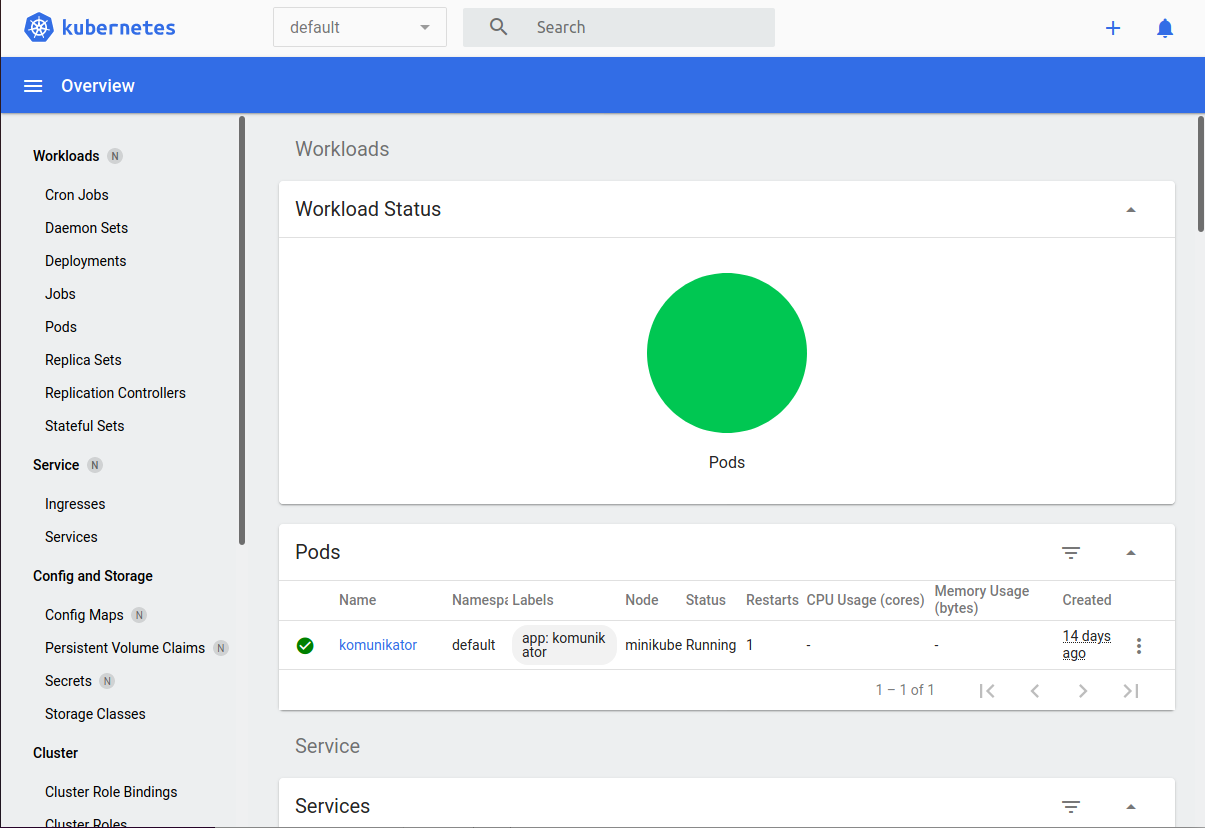 kubernetes
default
Search
Overview
Workloads N
Cron Jobs
Daemon Sets
Deployments
Jobs
Pods
Replica Sets
Replication Controllers
Stateful Sets
Service N
Ingresses
Services
Config and Storage
Config Maps N
Persistent Volume Claims N
Secrets N
Storage Classes
Cluster
Cluster Role Bindings
Cluster Roles
Workloads
Workload Status
Pods
Pods
Name Namespa Labels Node Status Restarts CPU Usage (cores) Memory Usage
(bytes) Created
komunikator default app: komunik
ator minikube Running 1 - - 14 days
ago
1 – 1 of 1
Service
Services